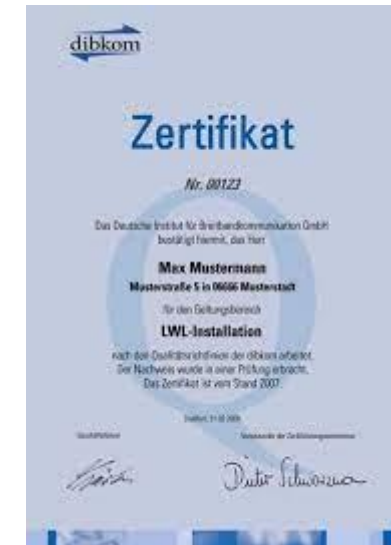 dibkom
Zertifikat
Nr. 00123
Das Deutsche Institut für Breitbandkommunikation GmbH
bestätigt hiermit, das Herr
Max Mustermann
Musterstraße 5 in 06666 Musterstadt
für den Geltungsbereich
LWL-Installation
nach den Qualitätsrichtlinien der dibkom arbeitet.
Der Nachweis wurde in einer Prüfung erbracht.
Das Zertifikat ist vom Stand 2007.